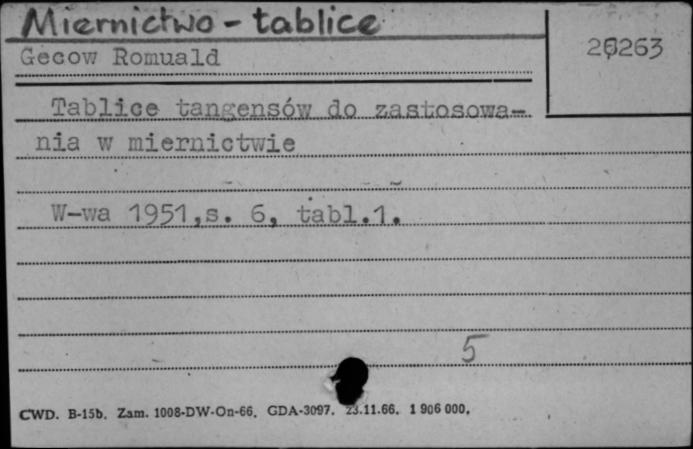 Miernictwo - tablice
Gecow Romuald
Tablice tangensów do zastosowa-
nia w miernictwie
W-wa 1951,s. 6, tabl.1.
5
CWD. B-15b. Zam. 1008-DW-On-66. GDA-3097. 23.11.66. 1 906 000.